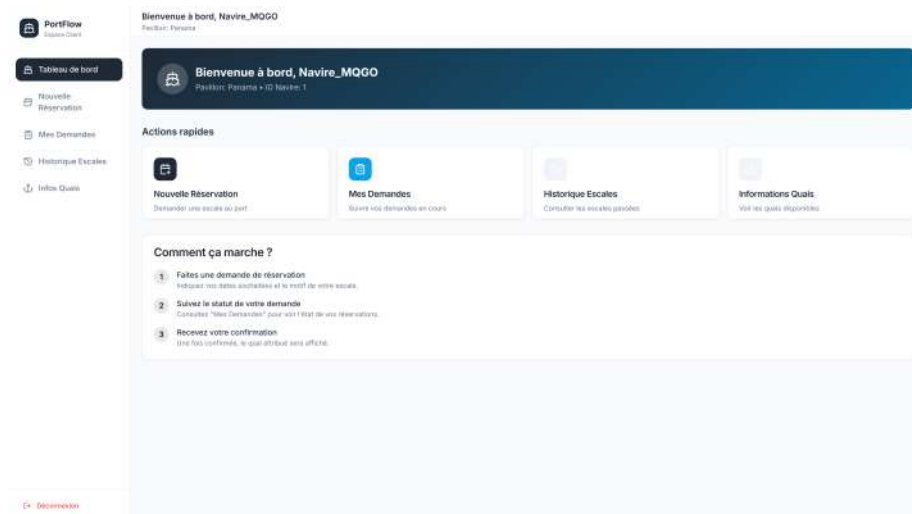 PortFlow
Espace Client
Tableau de bord
Nouvelle
Réservation
Mes Demandes
Historique Escales
Infos Quais
Déconnexion
Bienvenue à bord, Navire_MQGO
Pavillon: Panama
Bienvenue à bord, Navire_MQGO
Pavillon: Panama • ID Navire: 1
Actions rapides
Nouvelle Réservation
Demander une escale au port
Mes Demandes
Suivre vos demandes en cours
Historique Escales
Consulter les escales passées
Informations Quais
Voir les quais disponibles
Comment ça marche ?
1 Faites une demande de réservation
Indiquez vos dates souhaitées et le motif de votre escale.
2 Suivez le statut de votre demande
Consultez "Mes Demandes" pour voir l'état de vos réservations.
3 Recevez votre confirmation
Une fois confirmée, le quai attribué sera affiché.